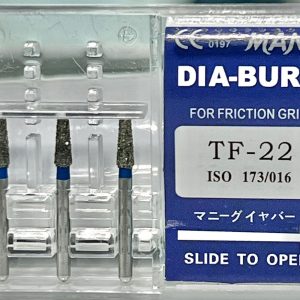 CE 0197 MAN
DIA-BUR
FOR FRICTION GRI
TF-22
ISO 173/016
マニーダイヤバー
SLIDE TO OPE